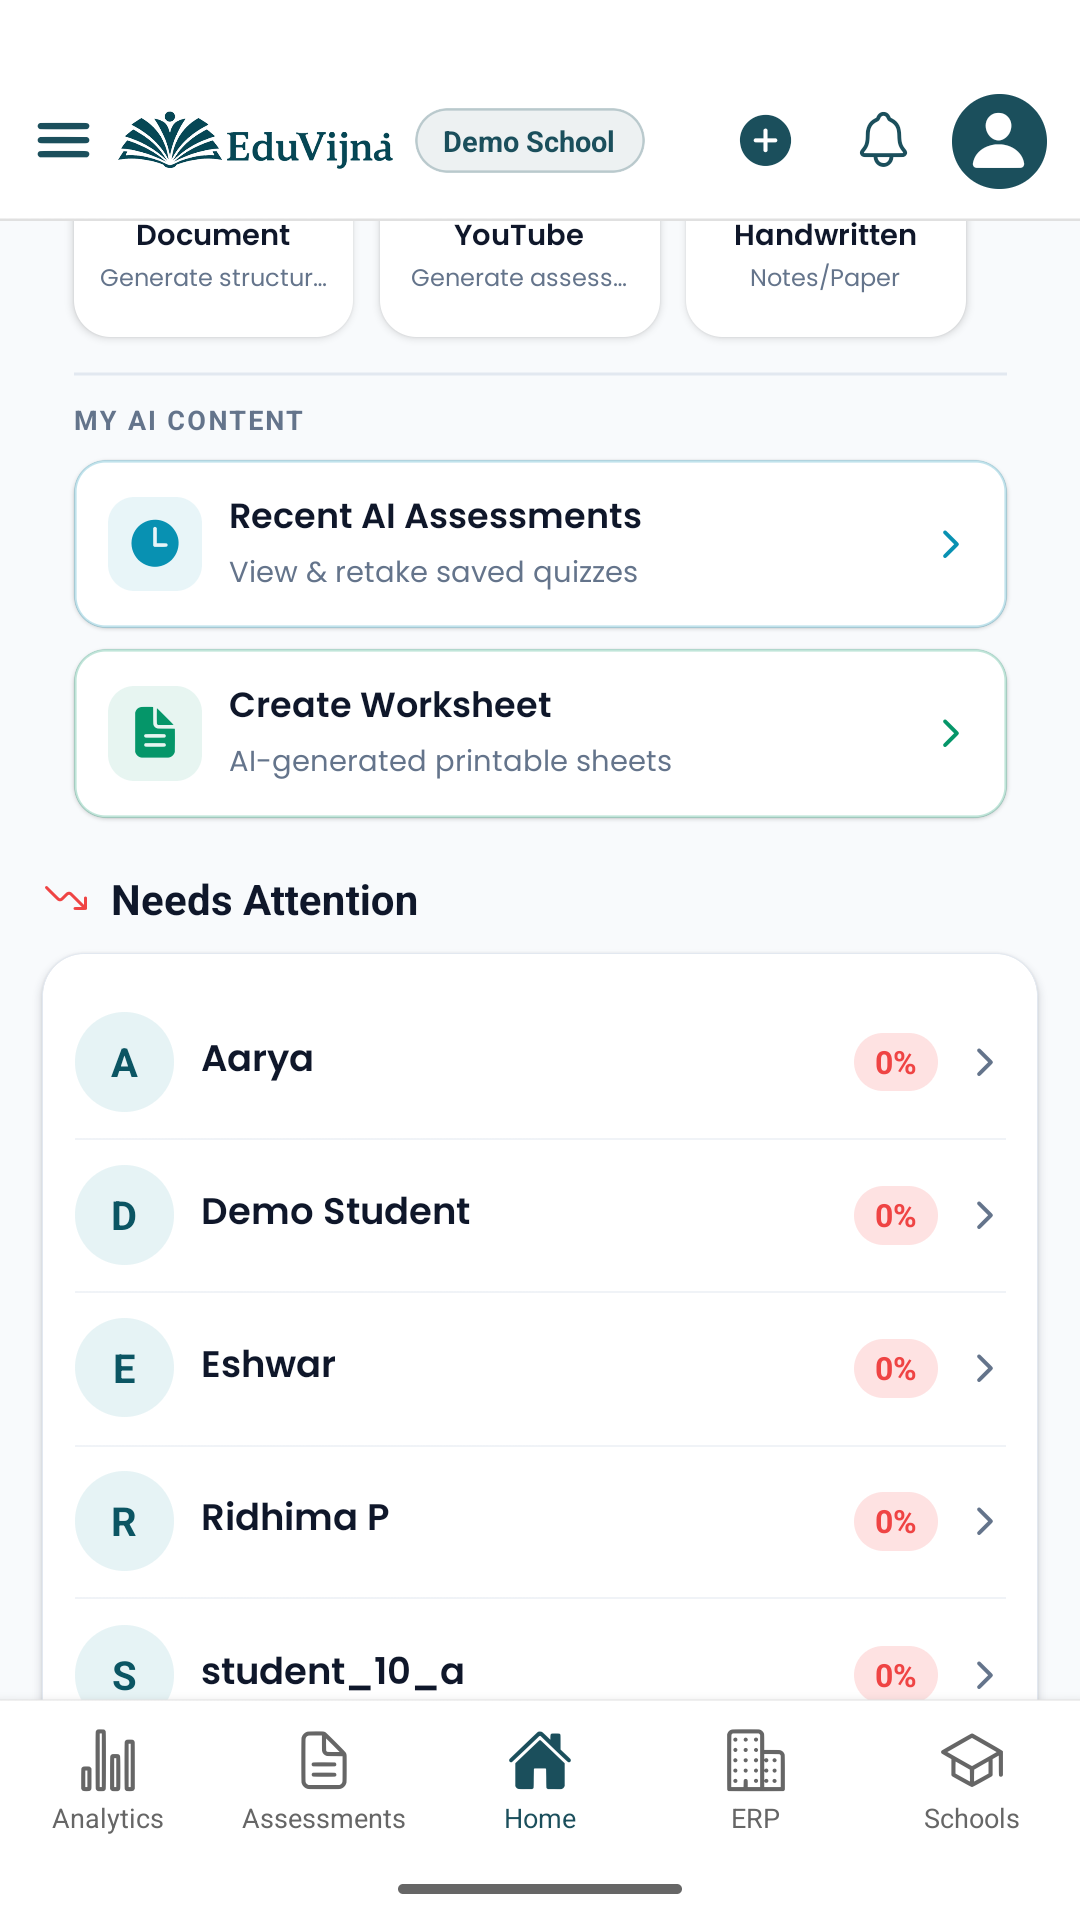 EduVijñā
Demo School
Document
YouTube
Handwritten
Generate structur...
Generate assess...
Notes/Paper
MY AI CONTENT
Recent AI Assessments
View & retake saved quizzes
Create Worksheet
AI-generated printable sheets
Needs Attention
A
Aarya
0%
D
Demo Student
0%
E
Eshwar
0%
R
Ridhima P
0%
S
student_10_a
0%
Analytics
Assessments
Home
ERP
Schools